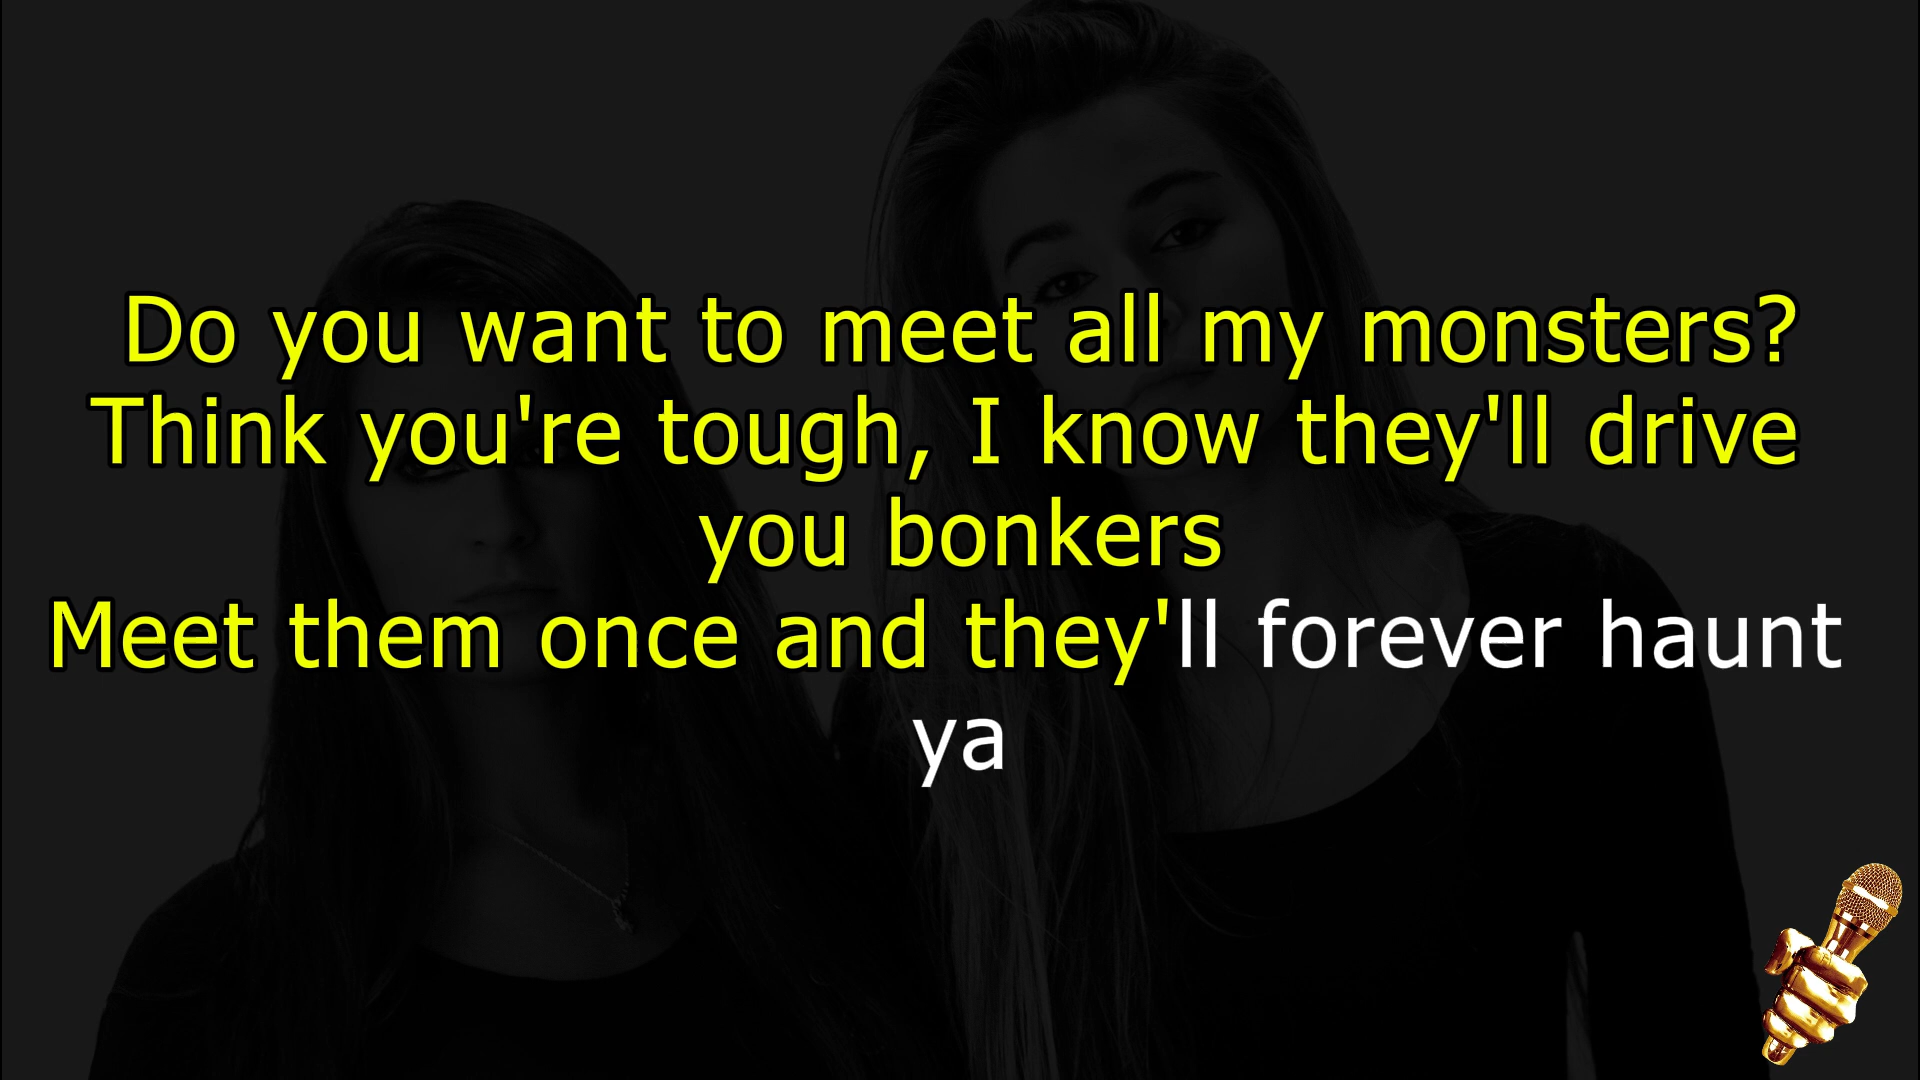 Do you want to meet all my monsters?
Think you're tough, I know they'll drive
you bonkers
Meet them once and they'll forever haunt
ya